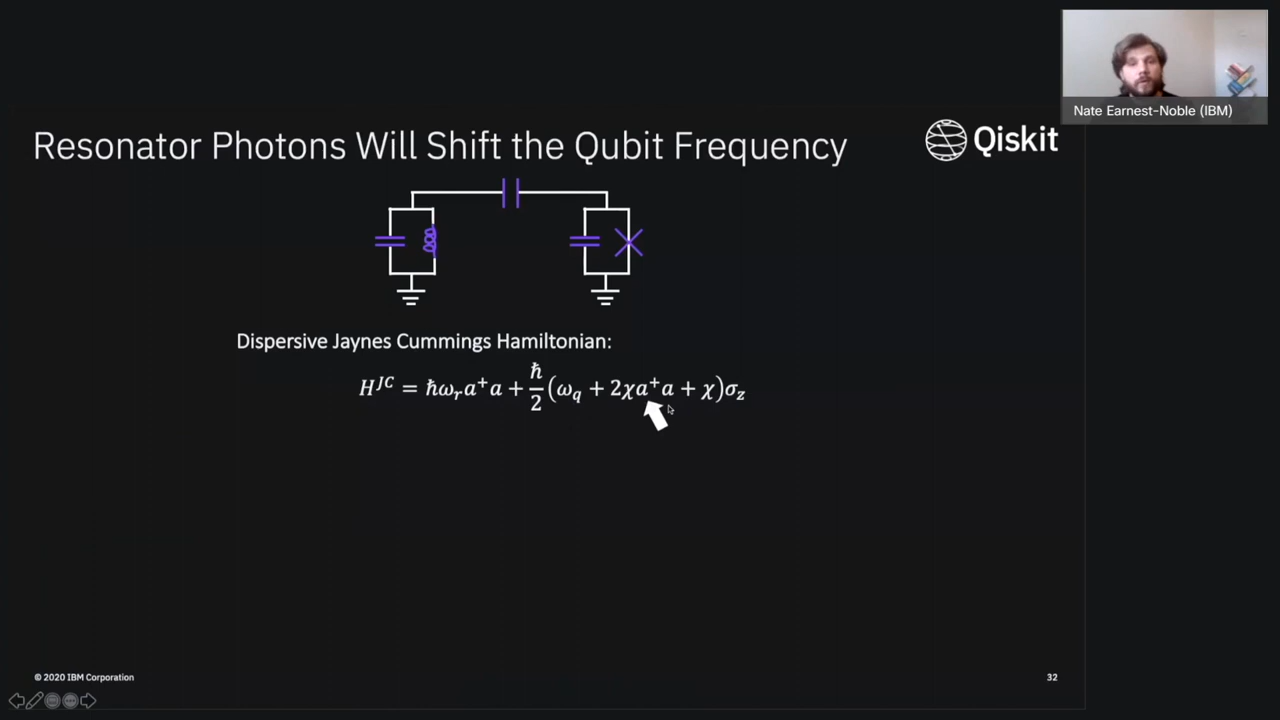 Nate Earnest-Noble (IBM)
Resonator Photons Will Shift the Qubit Frequency
Qiskit
Dispersive Jaynes Cummings Hamiltonian:
H^{JC} = ħω_r a⁺a + ħ/2 (ω_q + 2χa⁺a + χ)σ_z
© 2020 IBM Corporation
32